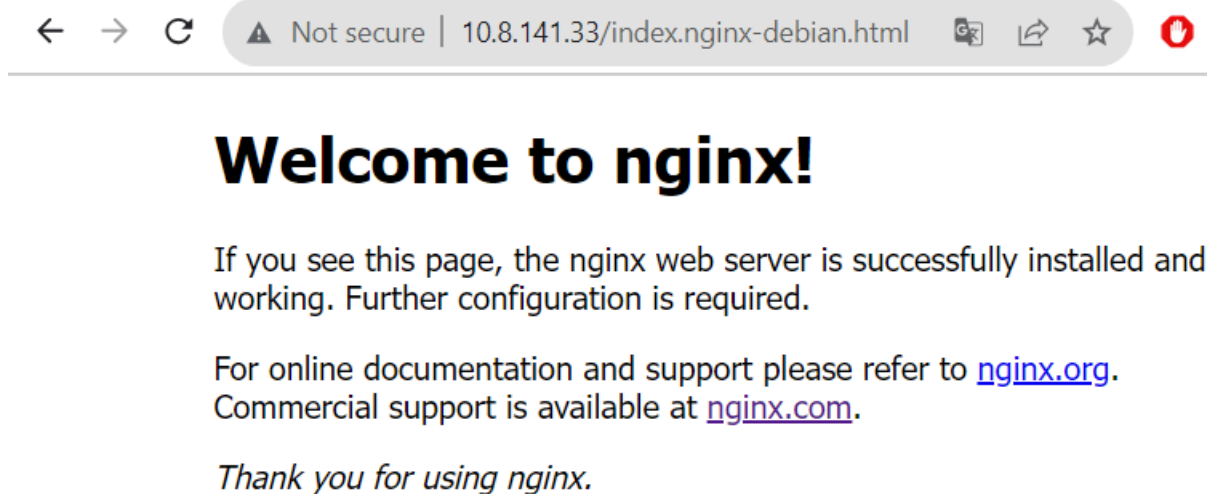 Not secure | 10.8.141.33/index.nginx-debian.html
Welcome to nginx!
If you see this page, the nginx web server is successfully installed and
working. Further configuration is required.
For online documentation and support please refer to nginx.org.
Commercial support is available at nginx.com.
Thank you for using nginx.